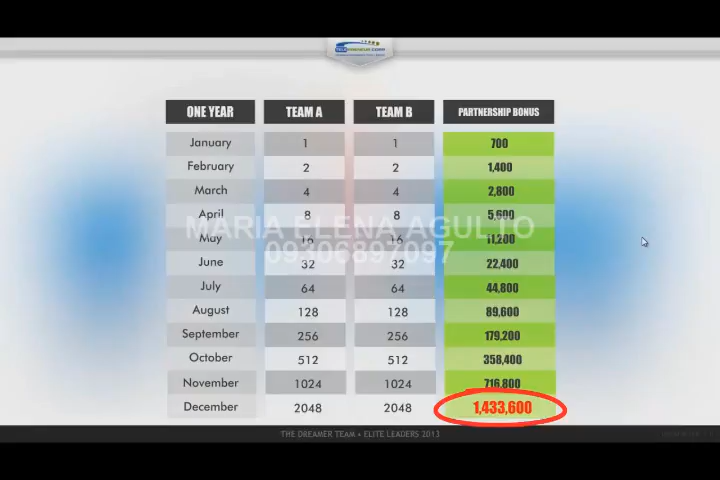 ONE YEAR TEAM A TEAM B PARTNERSHIP BONUS
January 1 1 700
February 2 2 1,400
March 4 4 2,800
April 8 8 5,600
MARIA ELENA AGULTO
May 16 16 11,200
09306897097
June 32 32 22,400
July 64 64 44,800
August 128 128 89,600
September 256 256 179,200
October 512 512 358,400
November 1024 1024 716,800
December 2048 2048 1,433,600
THE DREAMER TEAM • ELITE LEADERS 2013